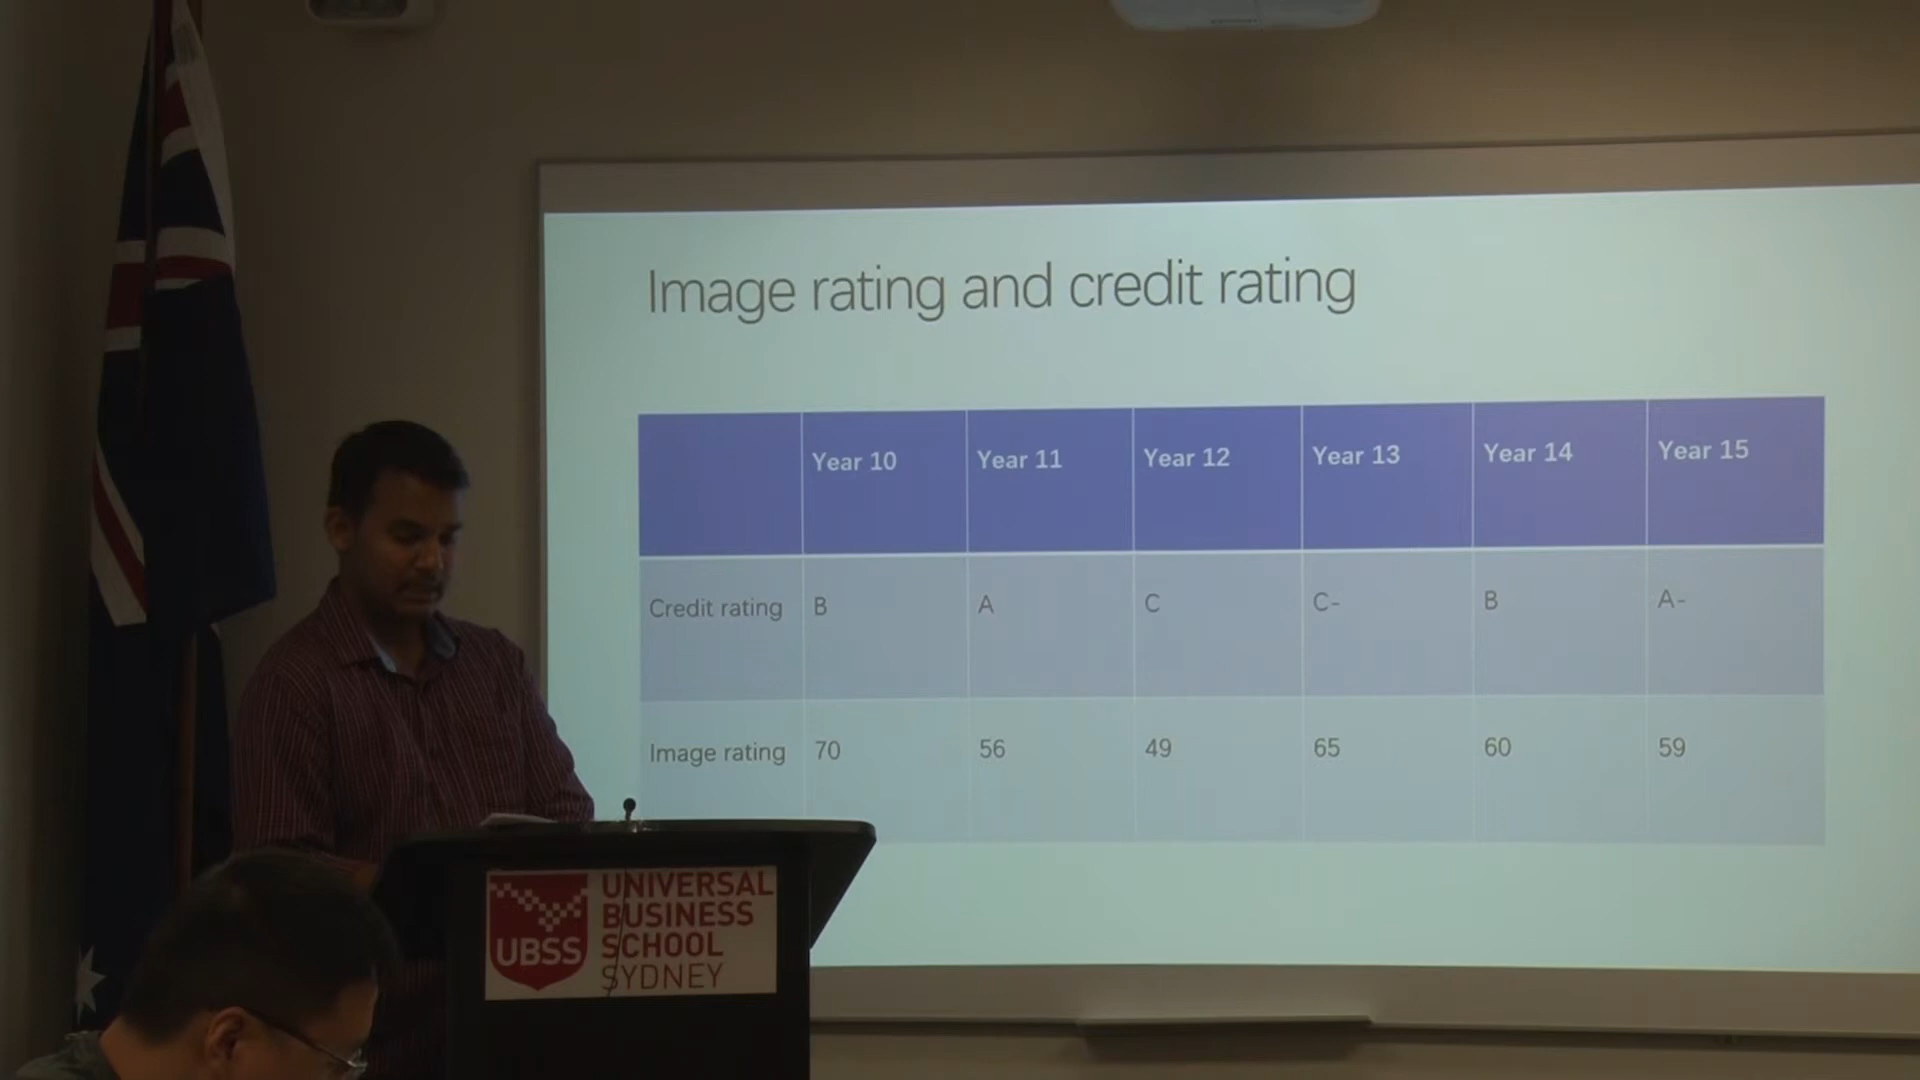 Image rating and credit rating
Year 10 Year 11 Year 12 Year 13 Year 14 Year 15
Credit rating B A C C- B A-
Image rating 70 56 49 65 60 59
UBSS
UNIVERSAL
BUSINESS
SCHOOL
SYDNEY